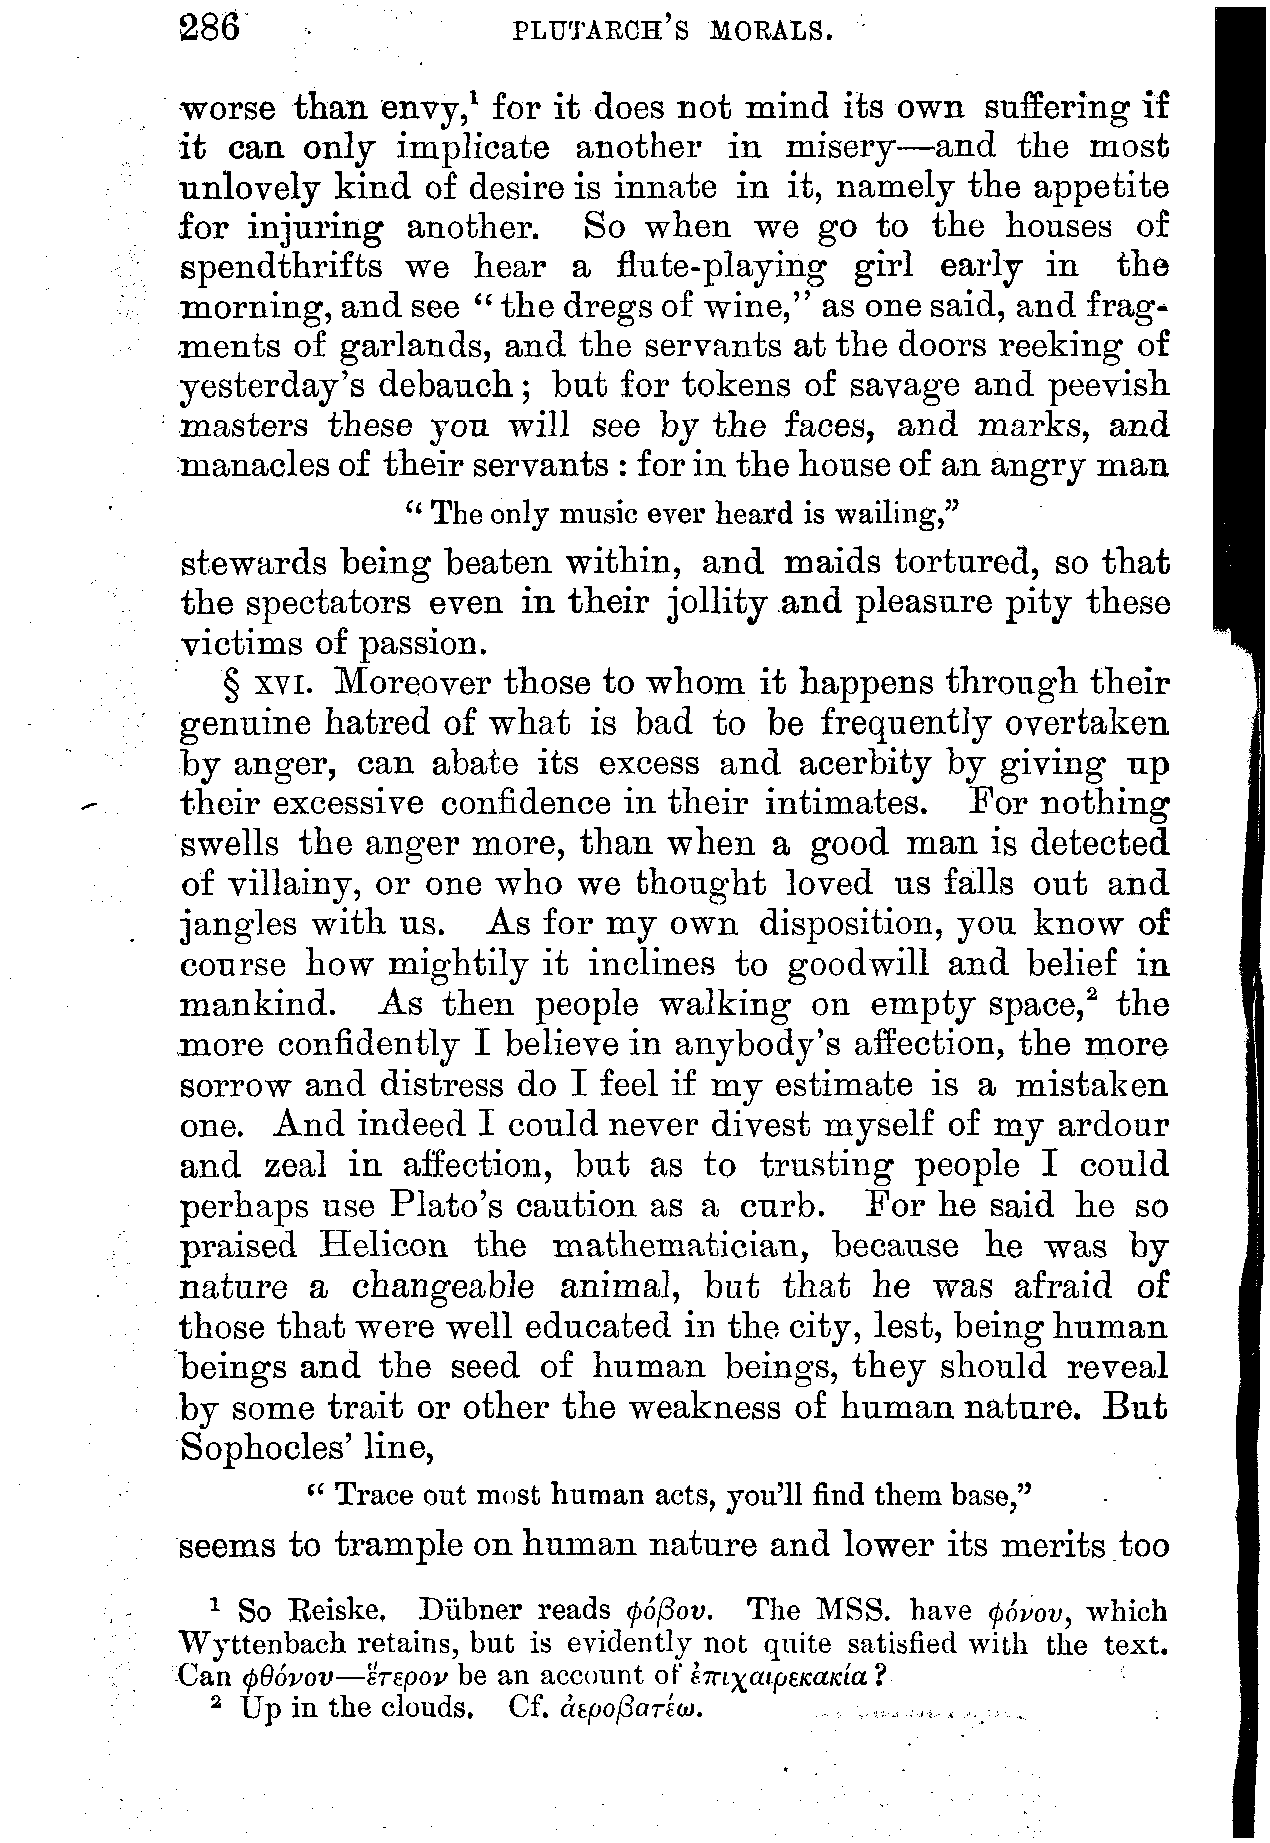 286 PLUTARCH'S MORALS.
worse than envy,¹ for it does not mind its own suffering if
it can only implicate another in misery—and the most
unlovely kind of desire is innate in it, namely the appetite
for injuring another. So when we go to the houses of
spendthrifts we hear a flute-playing girl early in the
morning, and see "the dregs of wine," as one said, and frag-
ments of garlands, and the servants at the doors reeking of
yesterday's debauch; but for tokens of savage and peevish
masters these you will see by the faces, and marks, and
manacles of their servants: for in the house of an angry man
"The only music ever heard is wailing,"
stewards being beaten within, and maids tortured, so that
the spectators even in their jollity and pleasure pity these
victims of passion.
§ XVI. Moreover those to whom it happens through their
genuine hatred of what is bad to be frequently overtaken
by anger, can abate its excess and acerbity by giving up
their excessive confidence in their intimates. For nothing
swells the anger more, than when a good man is detected
of villainy, or one who we thought loved us falls out and
jangles with us. As for my own disposition, you know of
course how mightily it inclines to goodwill and belief in
mankind. As then people walking on empty space,² the
more confidently I believe in anybody's affection, the more
sorrow and distress do I feel if my estimate is a mistaken
one. And indeed I could never divest myself of my ardour
and zeal in affection, but as to trusting people I could
perhaps use Plato's caution as a curb. For he said he so
praised Helicon the mathematician, because he was by
nature a changeable animal, but that he was afraid of
those that were well educated in the city, lest, being human
beings and the seed of human beings, they should reveal
by some trait or other the weakness of human nature. But
Sophocles' line,
"Trace out most human acts, you'll find them base,"
seems to trample on human nature and lower its merits too
¹ So Reiske. Dübner reads φόβου. The MSS. have φόνου, which
Wyttenbach retains, but is evidently not quite satisfied with the text.
Can φθόνου—ἕτερον be an account of ἐπιχαιρεκακία?
² Up in the clouds. Cf. ἀεροβατέω.